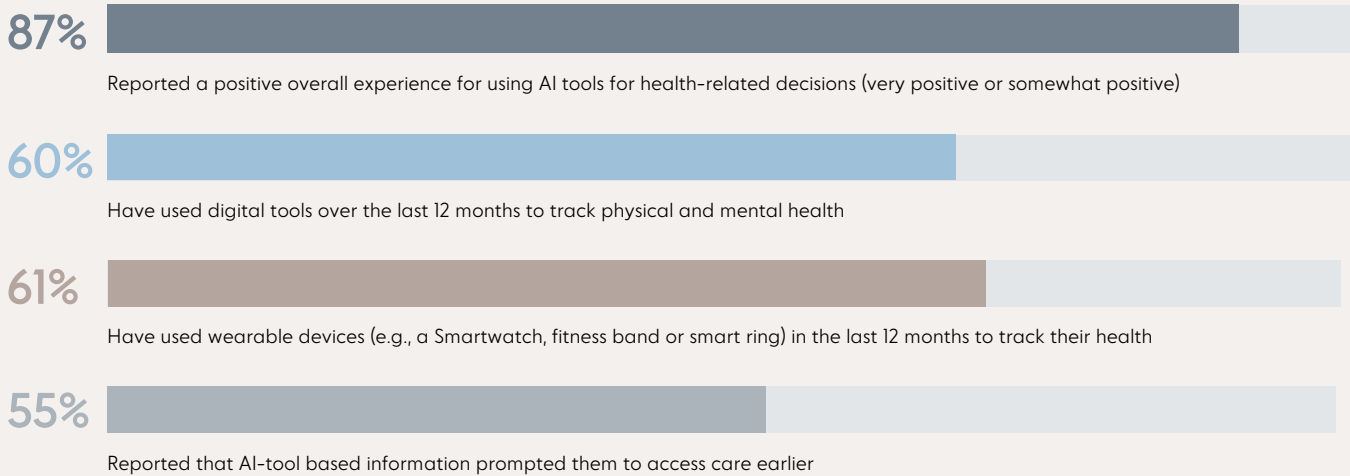 87%
Reported a positive overall experience for using AI tools for health-related decisions (very positive or somewhat positive)
60%
Have used digital tools over the last 12 months to track physical and mental health
61%
Have used wearable devices (e.g., a Smartwatch, fitness band or smart ring) in the last 12 months to track their health
55%
Reported that AI-tool based information prompted them to access care earlier